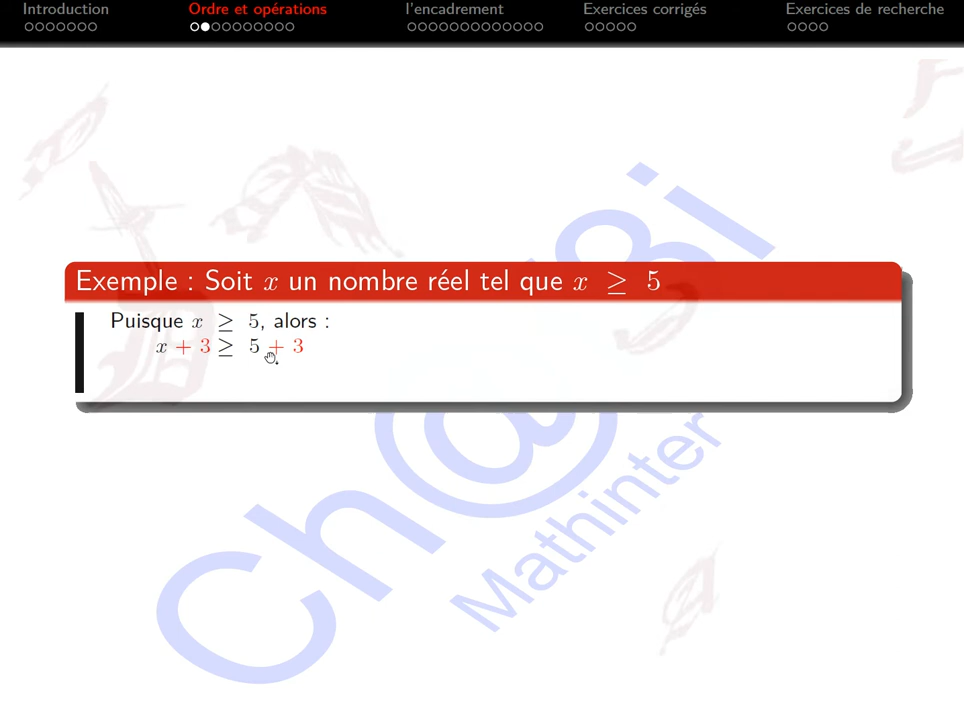 Introduction
Ordre et opérations
l'encadrement
Exercices corrigés
Exercices de recherche
Exemple : Soit x un nombre réel tel que x ≥ 5
Puisque x ≥ 5, alors :
x + 3 ≥ 5 + 3
Ch@8i
Mathinter